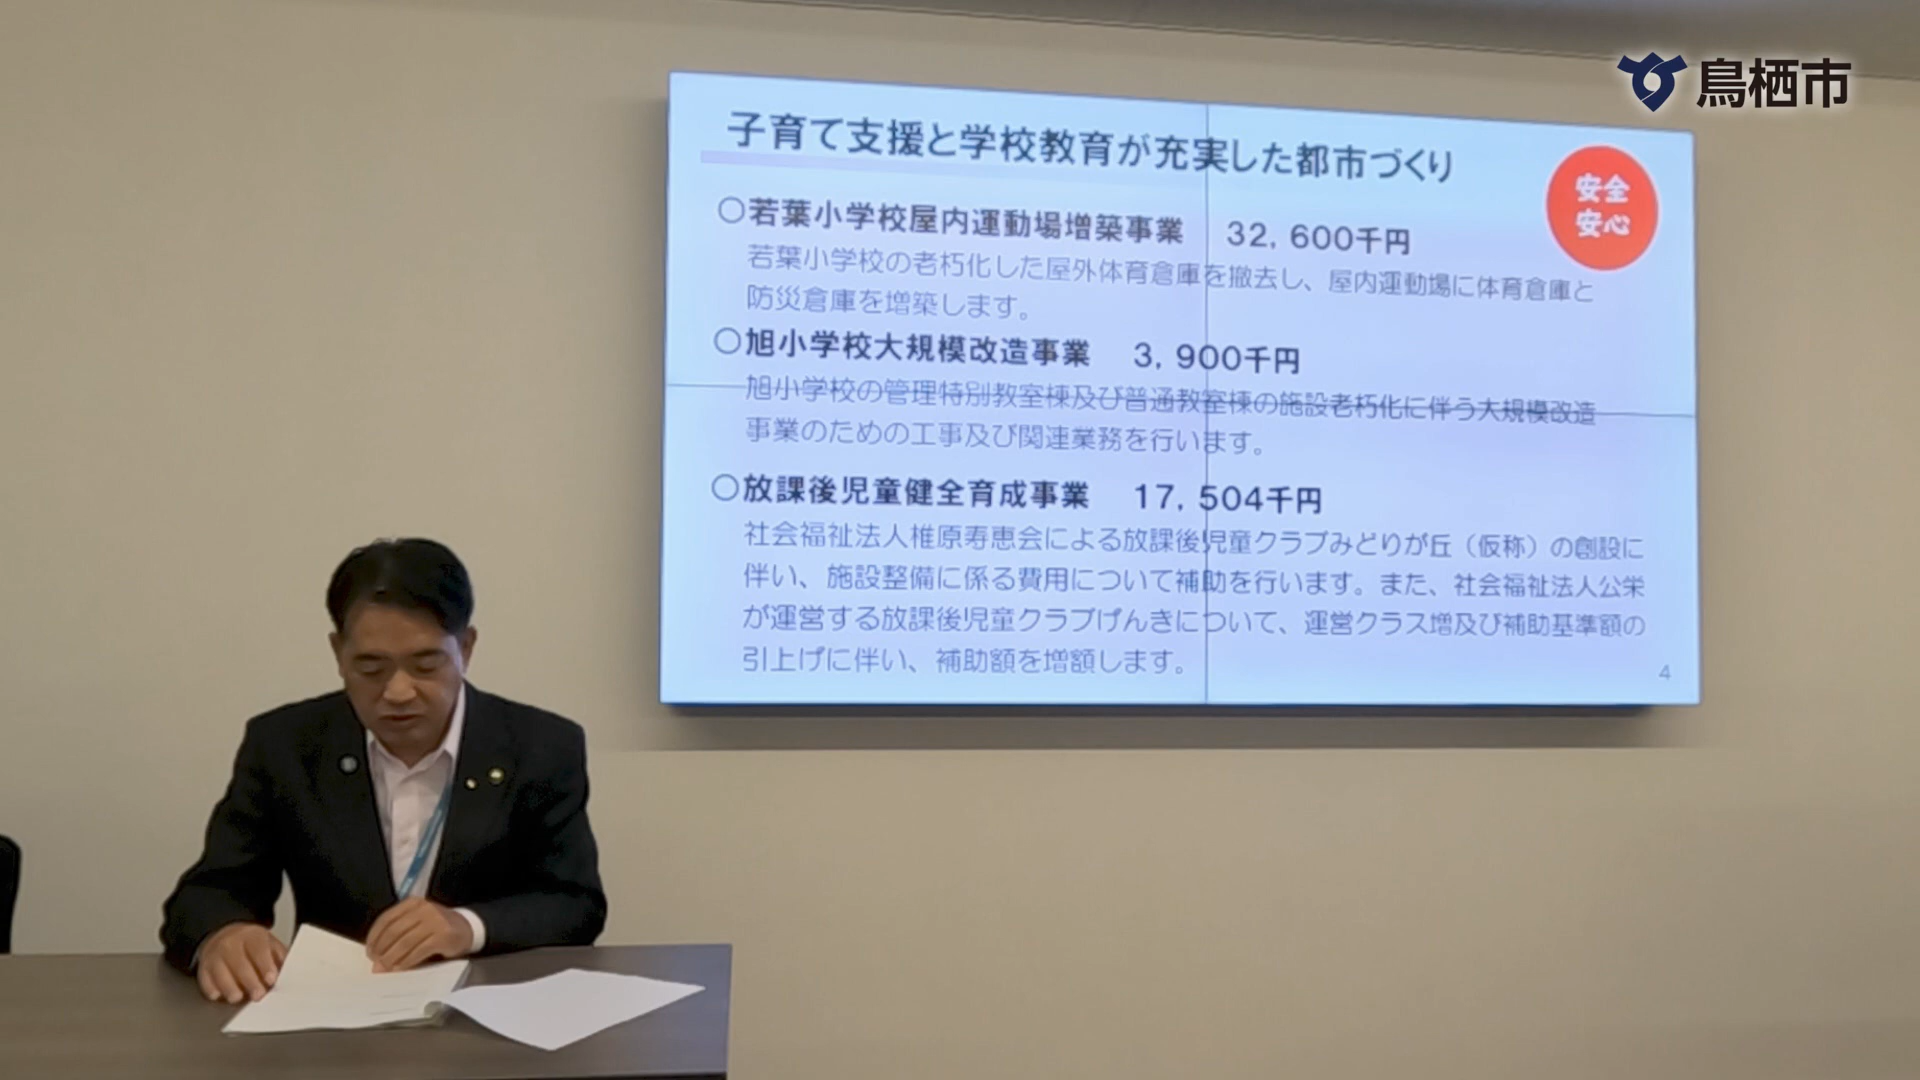 鳥栖市
子育て支援と学校教育が充実した都市づくり
安全
安心
○若葉小学校屋内運動場増築事業 32,600千円
若葉小学校の老朽化した屋外体育倉庫を撤去し、屋内運動場に体育倉庫と
防災倉庫を増築します。
○旭小学校大規模改造事業 3,900千円
旭小学校の管理特別教室棟及び普通教室棟の施設老朽化に伴う大規模改造
事業のための工事及び関連業務を行います。
○放課後児童健全育成事業 17,504千円
社会福祉法人椎原寿恵会による放課後児童クラブみどりが丘（仮称）の創設に
伴い、施設整備に係る費用について補助を行います。また、社会福祉法人公栄
が運営する放課後児童クラブげんきについて、運営クラス増及び補助基準額の
引上げに伴い、補助額を増額します。
4